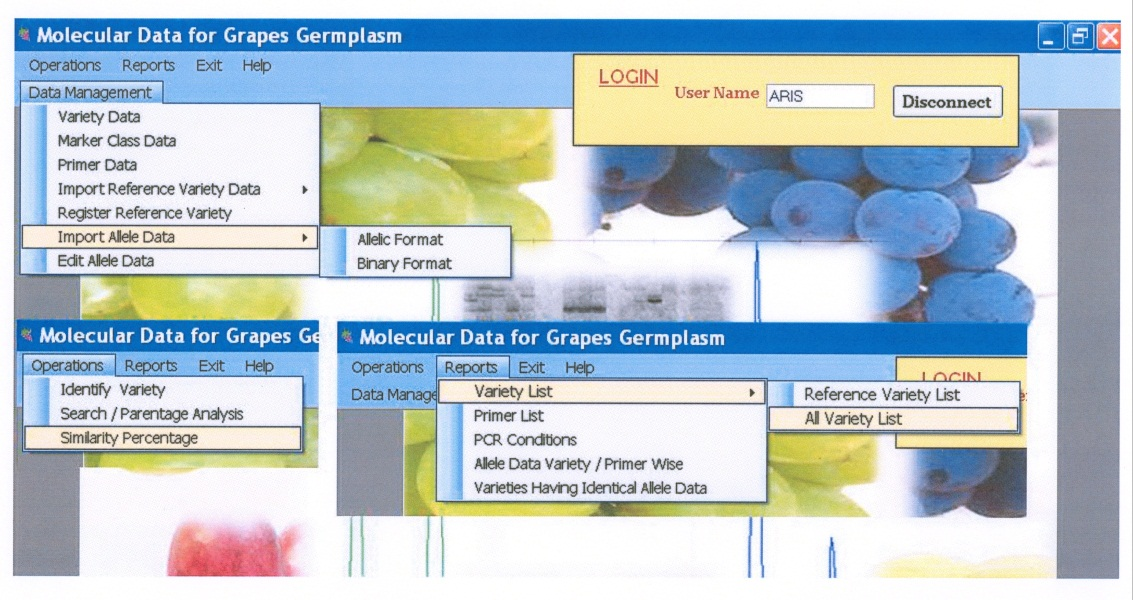 Molecular Data for Grapes Germplasm
Operations Reports Exit Help
LOGIN
User Name ARIS Disconnect
Data Management
Variety Data
Marker Class Data
Primer Data
Import Reference Variety Data
Register Reference Variety
Import Allele Data
Edit Allele Data
Allelic Format
Binary Format
Molecular Data for Grapes Ge
Operations Reports Exit Help
Identify Variety
Search / Parentage Analysis
Similarity Percentage
Molecular Data for Grapes Germplasm
Operations Reports Exit Help
LOGIN
Data Manage
Variety List
Primer List
PCR Conditions
Allele Data Variety / Primer Wise
Varieties Having Identical Allele Data
Reference Variety List
All Variety List